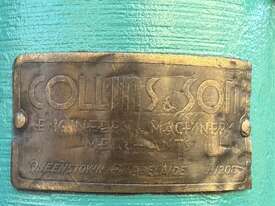 COLLINS & SON
ENGINEERS & MACHINERY
MERCHANTS
QUEENSTOWN ADELAIDE